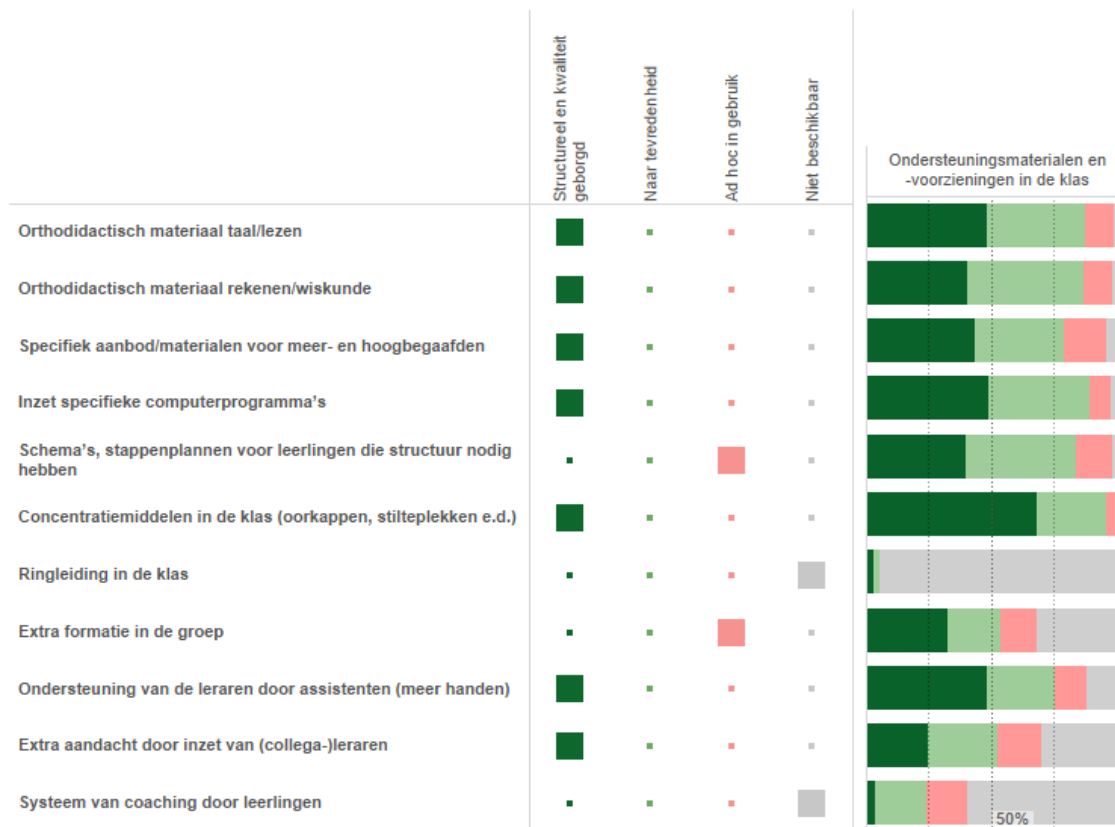 Structureel en kwaliteit
geborgd
Naar tevredenheid
Ad hoc in gebruik
Niet beschikbaar
Ondersteuningsmaterialen en
-voorzieningen in de klas
Orthodidactisch materiaal taal/lezen
Orthodidactisch materiaal rekenen/wiskunde
Specifiek aanbod/materialen voor meer- en hoogbegaafden
Inzet specifieke computerprogramma’s
Schema’s, stappenplannen voor leerlingen die structuur nodig
hebben
Concentratiemiddelen in de klas (oorkappen, stilteplekken e.d.)
Ringleiding in de klas
Extra formatie in de groep
Ondersteuning van de leraren door assistenten (meer handen)
Extra aandacht door inzet van (collega-)leraren
Systeem van coaching door leerlingen
50%